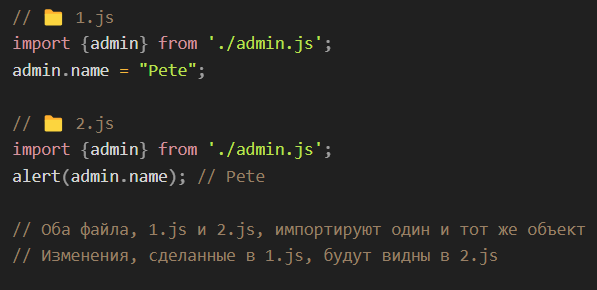 // 📁 1.js
import {admin} from './admin.js';
admin.name = "Pete";
// 📁 2.js
import {admin} from './admin.js';
alert(admin.name); // Pete
// Оба файла, 1.js и 2.js, импортируют один и тот же объект
// Изменения, сделанные в 1.js, будут видны в 2.js